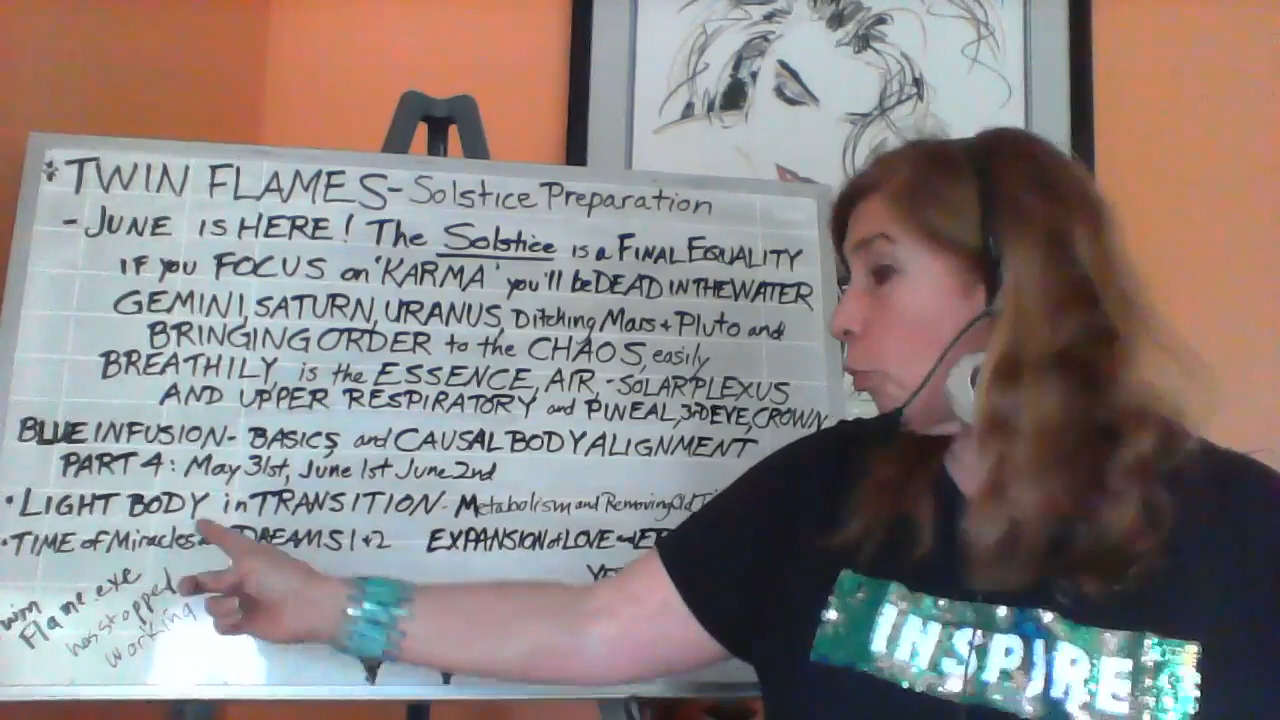 * TWIN FLAMES - Solstice Preparation
- JUNE IS HERE! The Solstice is a FINAL EQUALITY
IF you FOCUS on 'KARMA' you'll be DEAD IN THE WATER
GEMINI, SATURN, URANUS, Ditching Mars + Pluto and
BRINGING ORDER to the CHAOS, easily
BREATHILY is the ESSENCE, AIR, - SOLAR PLEXUS
AND UPPER RESPIRATORY and PINEAL, 3rD EYE, CROWN
BLUE INFUSION - BASICS and CAUSAL BODY ALIGNMENT
PART 4: May 31st, June 1st June 2nd
• LIGHT BODY in TRANSITION - Metabolism and Removing Old
• TIME of Miracles DREAMS 1+2 EXPANSION of LOVE
Flame.exe
has stopped
working
INSPIRE